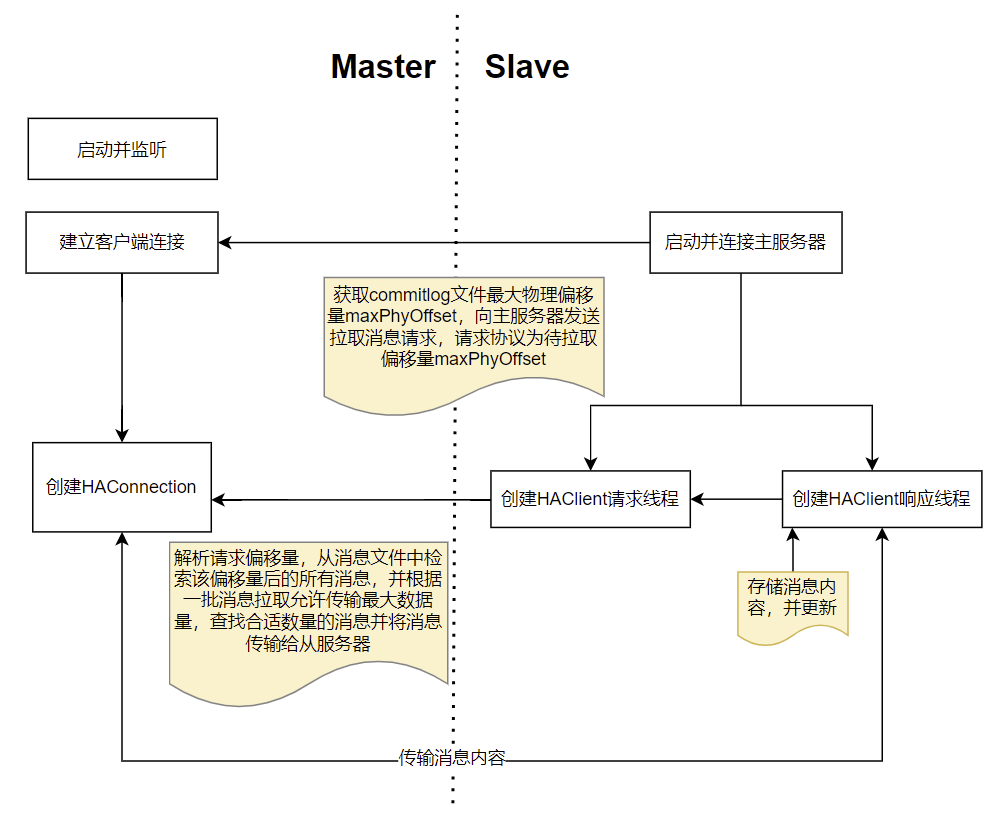 Master
Slave
启动并监听
建立客户端连接
启动并连接主服务器
获取commitlog文件最大物理偏移
量maxPhyOffset，向主服务器发送
拉取消息请求，请求协议为待拉取
偏移量maxPhyOffset
创建HAConnection
创建HAClient请求线程
创建HAClient响应线程
解析请求偏移量，从消息文件中检
索该偏移量后的所有消息，并根据
一批消息拉取允许传输最大数据
量，查找合适数量的消息并将消息
传输给从服务器
存储消息内
容，并更新
传输消息内容